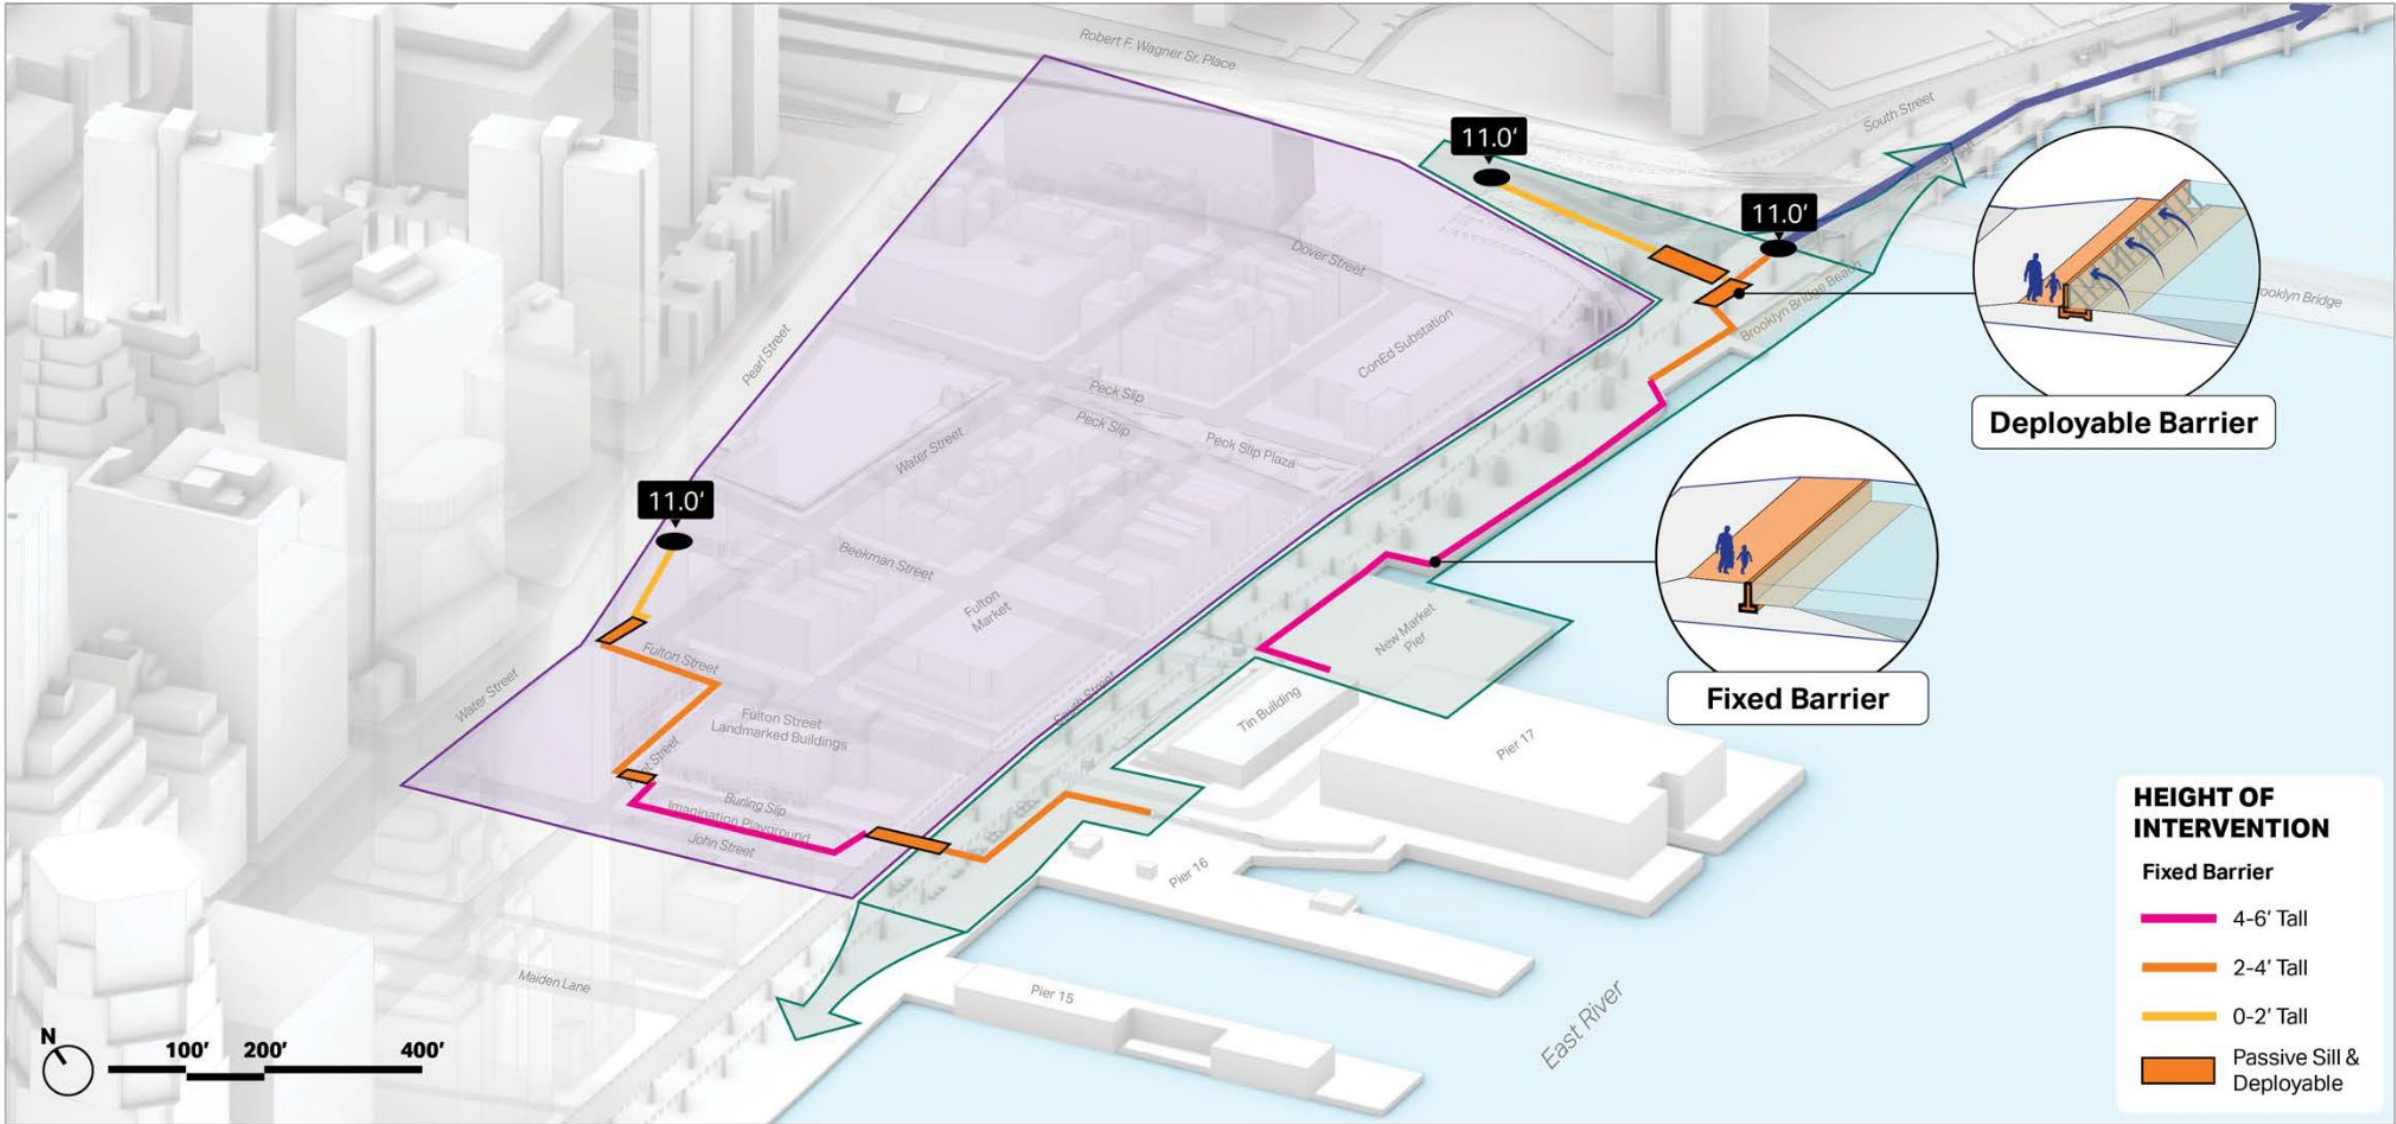 Robert F. Wagner Sr. Place
South Street
11.0'
11.0'
Dover Street
Brooklyn Bridge Beach
ooklyn Bridge
Pearl Street
ConEd Substation
Peck Slip
Peck Slip
Peck Slip Plaza
Water Street
Deployable Barrier
11.0'
Beekman Street
Fulton
Market
New Market
Pier
Fulton Street
Water Street
South Street
Fixed Barrier
Tin Building
Fulton Street
Landmarked Buildings
Pier 17
nt Street
Burling Slip
Imagination Playground
John Street
Pier 16
Maiden Lane
Pier 15
East River
N
100' 200' 400'
HEIGHT OF
INTERVENTION
Fixed Barrier
4-6' Tall
2-4' Tall
0-2' Tall
Passive Sill &
Deployable